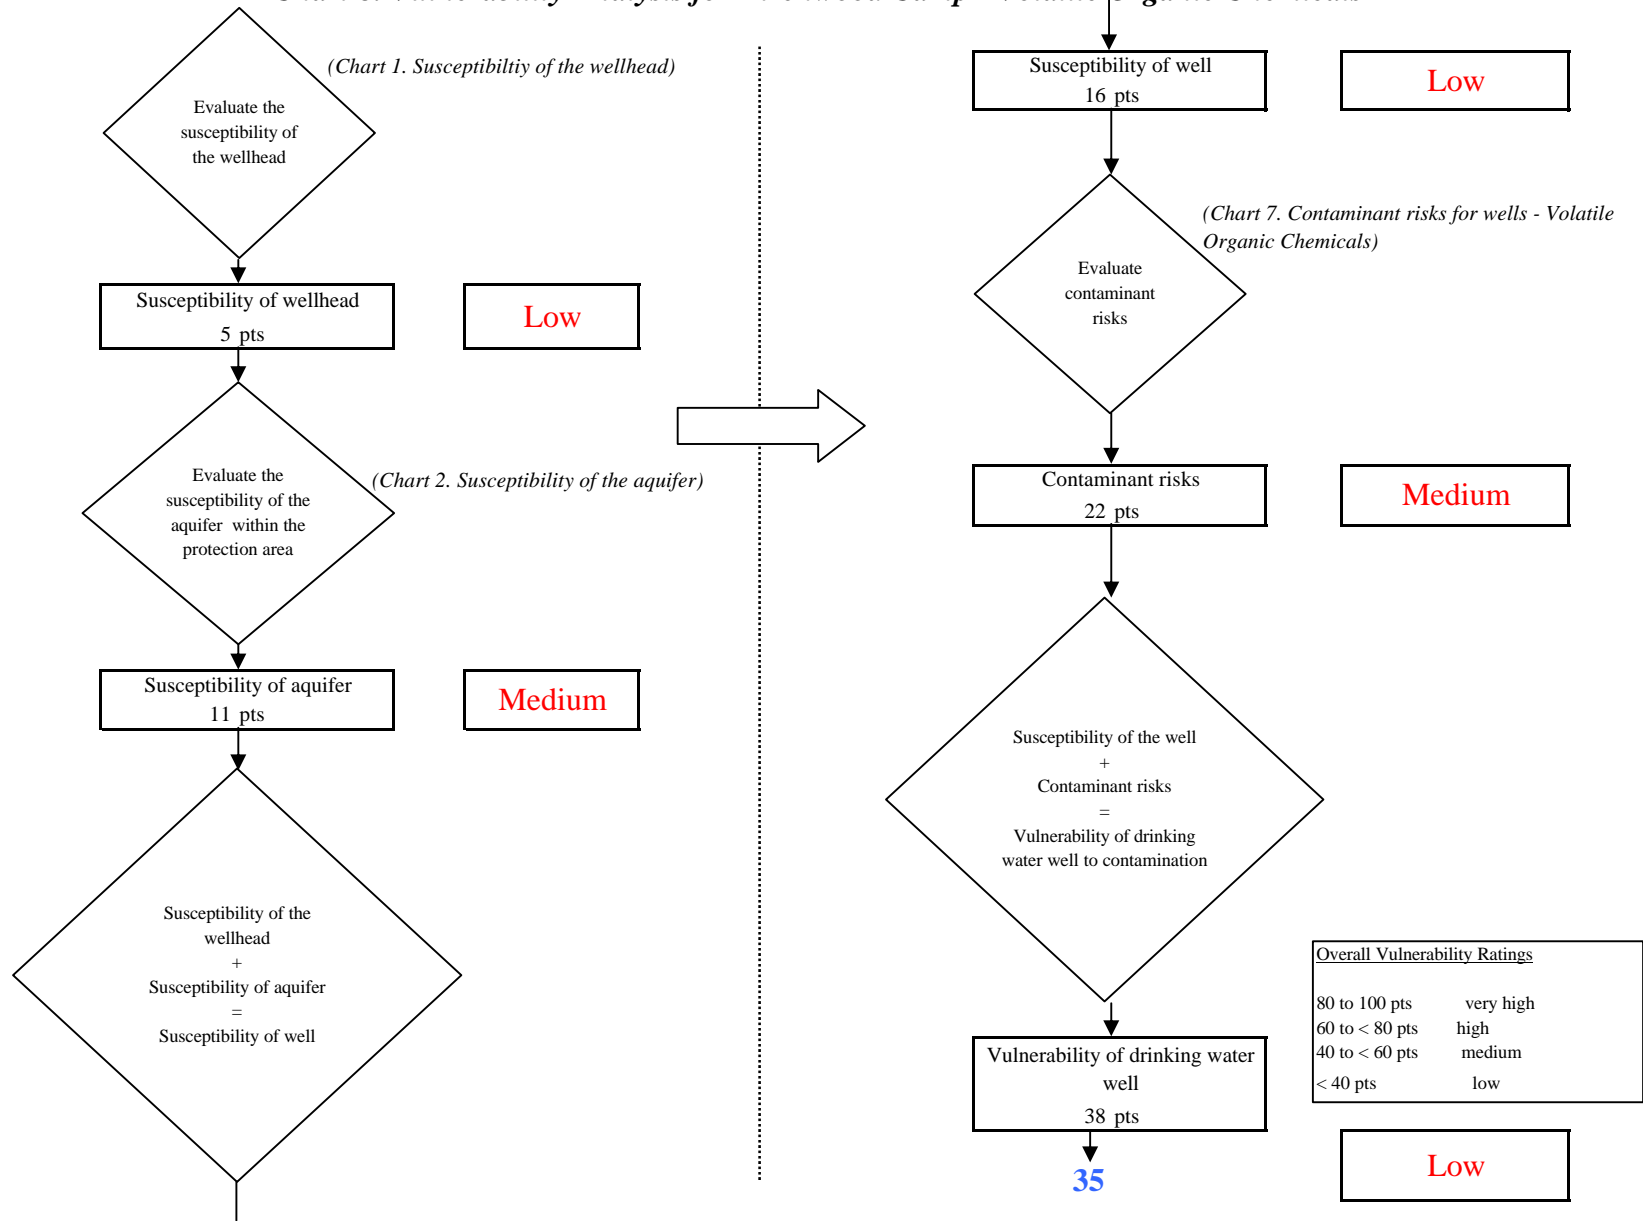 (Chart 1. Susceptibiltiy of the wellhead)
Evaluate the
susceptibility of
the wellhead
Susceptibility of wellhead
5 pts
Low
Evaluate the
susceptibility of the
aquifer within the
protection area
(Chart 2. Susceptibility of the aquifer)
Susceptibility of aquifer
11 pts
Medium
Susceptibility of the
wellhead
+
Susceptibility of aquifer
=
Susceptibility of well
Susceptibility of well
16 pts
Low
(Chart 7. Contaminant risks for wells - Volatile
Organic Chemicals)
Evaluate
contaminant
risks
Contaminant risks
22 pts
Medium
Susceptibility of the well
+
Contaminant risks
=
Vulnerability of drinking
water well to contamination
Overall Vulnerability Ratings
80 to 100 pts very high
60 to < 80 pts high
40 to < 60 pts medium
< 40 pts low
Vulnerability of drinking water
well
38 pts
35
Low